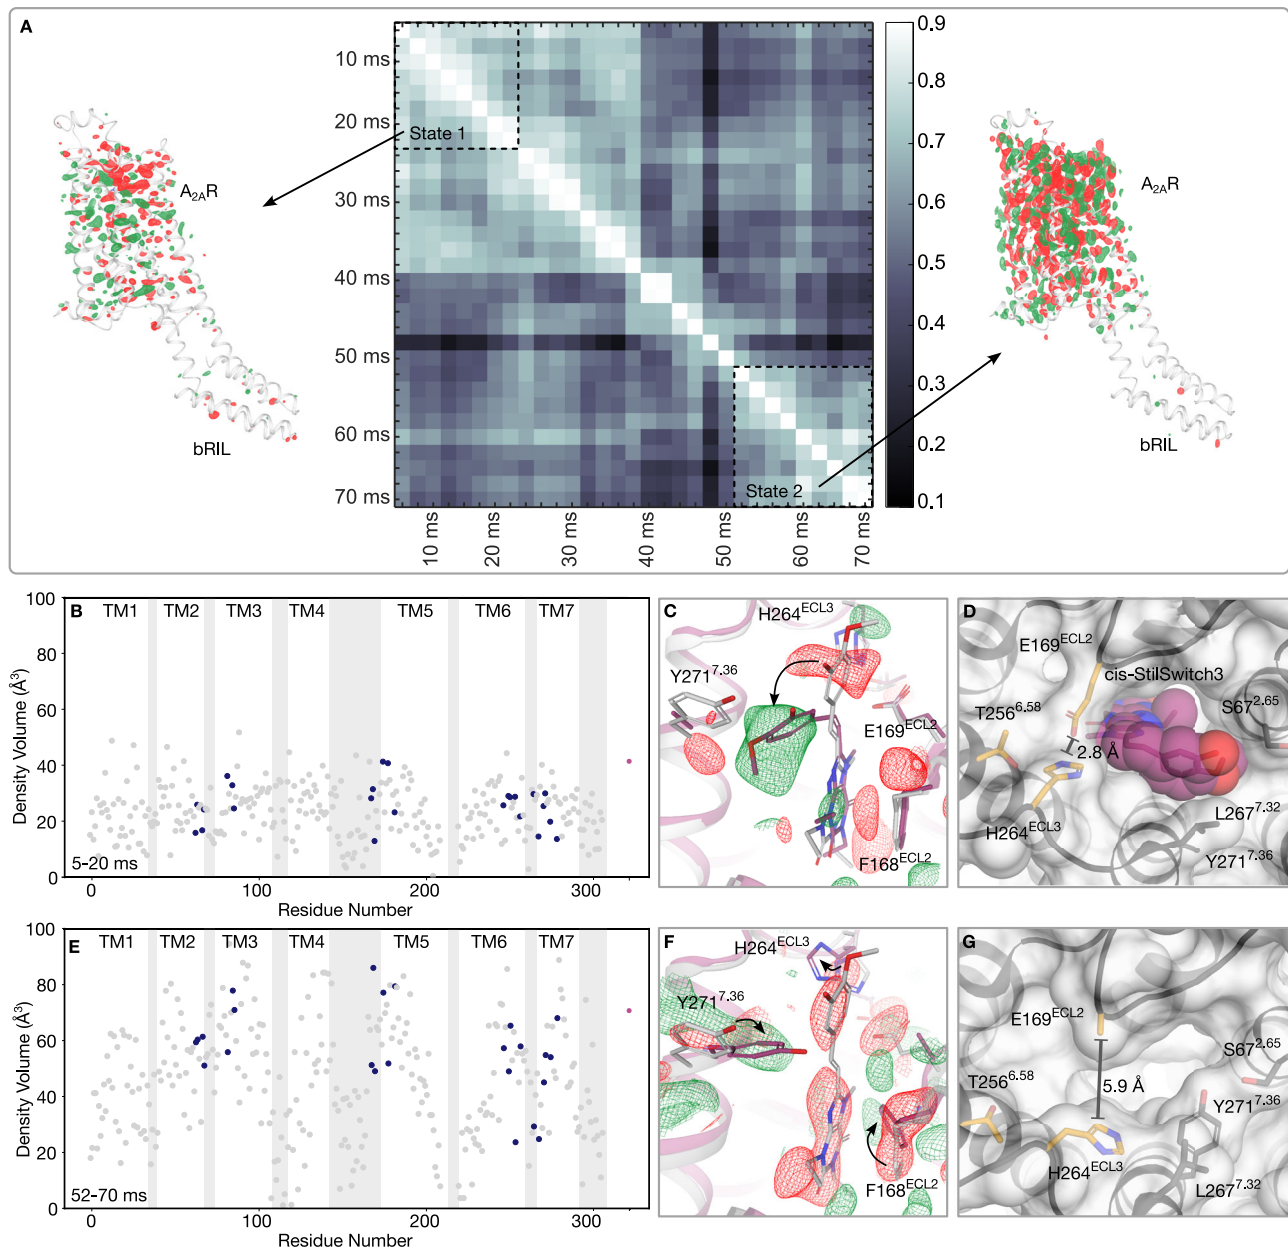 A
10 ms
20 ms
30 ms
40 ms
50 ms
60 ms
70 ms
State 1
State 2
10 ms
20 ms
30 ms
40 ms
50 ms
60 ms
70 ms
0.9
0.8
0.7
0.6
0.5
0.4
0.3
0.2
0.1
A2AR
bRIL
A2AR
bRIL
B
TM1 TM2 TM3 TM4 TM5 TM6 TM7
100
80
60
40
20
0
Density Volume (Å³)
5-20 ms
0 100 200 300
Residue Number
C
H264ECL3
Y2717.36
E169ECL2
F168ECL2
D
E169ECL2
cis-StilSwitch3
T2566.58
S672.65
2.8 Å
H264ECL3
L2677.32
Y2717.36
E
TM1 TM2 TM3 TM4 TM5 TM6 TM7
100
80
60
40
20
0
Density Volume (Å³)
52-70 ms
0 100 200 300
Residue Number
F
H264ECL3
Y2717.36
F168ECL2
G
E169ECL2
S672.65
T2566.58
5.9 Å
Y2717.36
H264ECL3
L2677.32